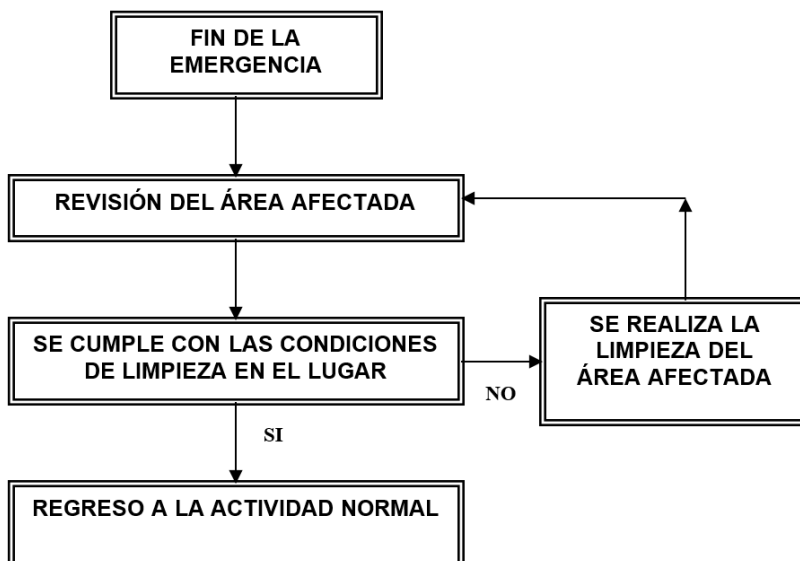 FIN DE LA
EMERGENCIA
REVISIÓN DEL ÁREA AFECTADA
SE CUMPLE CON LAS CONDICIONES
DE LIMPIEZA EN EL LUGAR
NO
SE REALIZA LA
LIMPIEZA DEL
ÁREA AFECTADA
SI
REGRESO A LA ACTIVIDAD NORMAL